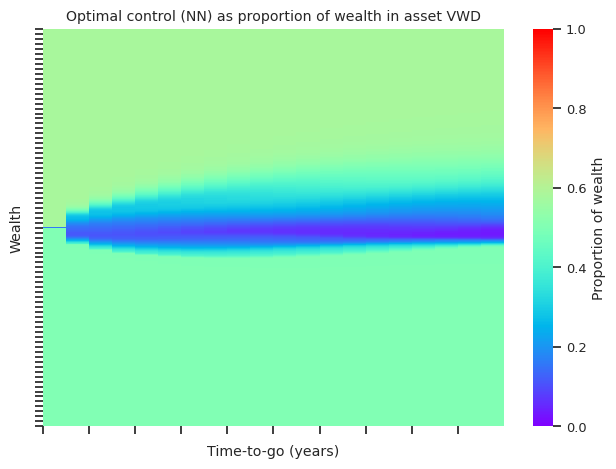 Optimal control (NN) as proportion of wealth in asset VWD
Wealth
Time-to-go (years)
1.0
0.8
0.6
0.4
0.2
0.0
Proportion of wealth